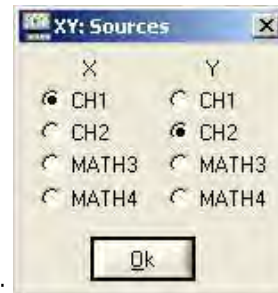 XY: Sources
X Y
CH1 CH1
CH2 CH2
MATH3 MATH3
MATH4 MATH4
Ok
.